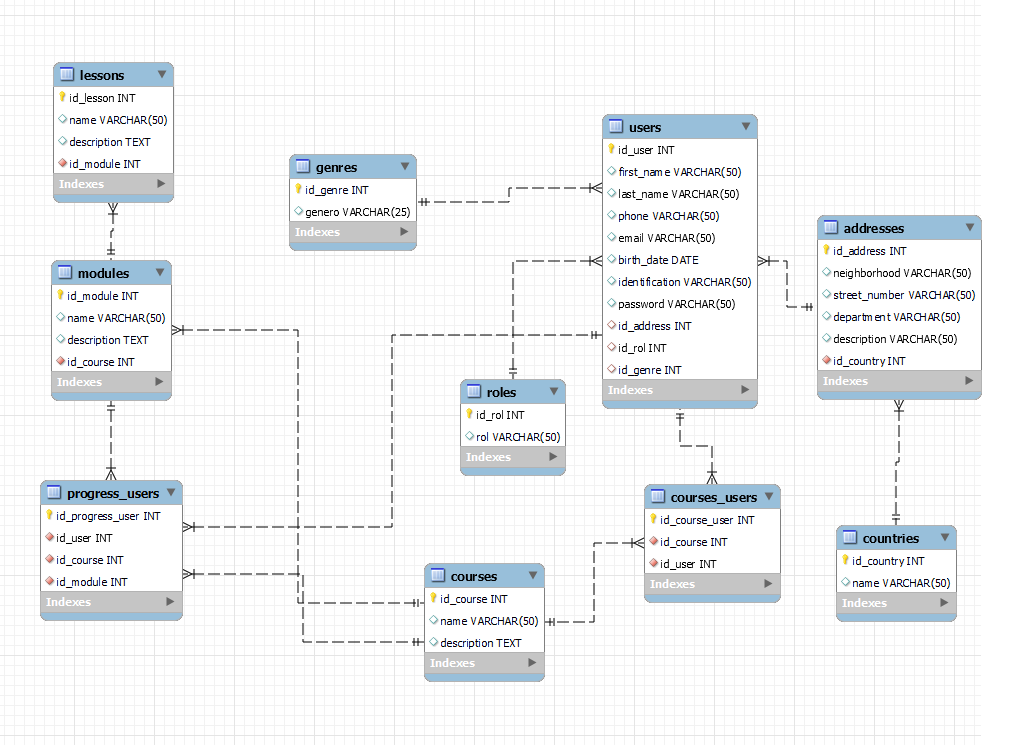 lessons
id_lesson INT
name VARCHAR(50)
description TEXT
id_module INT
Indexes
modules
id_module INT
name VARCHAR(50)
description TEXT
id_course INT
Indexes
progress_users
id_progress_user INT
id_user INT
id_course INT
id_module INT
Indexes
genres
id_genre INT
genero VARCHAR(25)
Indexes
roles
id_rol INT
rol VARCHAR(50)
Indexes
courses
id_course INT
name VARCHAR(50)
description TEXT
Indexes
users
id_user INT
first_name VARCHAR(50)
last_name VARCHAR(50)
phone VARCHAR(50)
email VARCHAR(50)
birth_date DATE
identification VARCHAR(50)
password VARCHAR(50)
id_address INT
id_rol INT
id_genre INT
Indexes
courses_users
id_course_user INT
id_course INT
id_user INT
Indexes
addresses
id_address INT
neighborhood VARCHAR(50)
street_number VARCHAR(50)
department VARCHAR(50)
description VARCHAR(50)
id_country INT
Indexes
countries
id_country INT
name VARCHAR(50)
Indexes